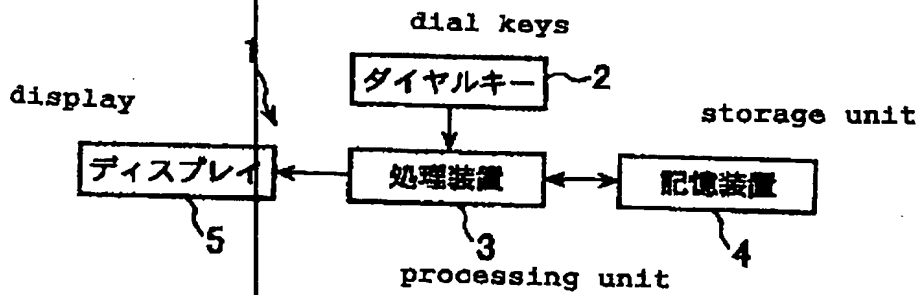 dial keys
1
ダイヤルキー
2
display
storage unit
ディスプレイ
処理装置
記憶装置
5
3
4
processing unit